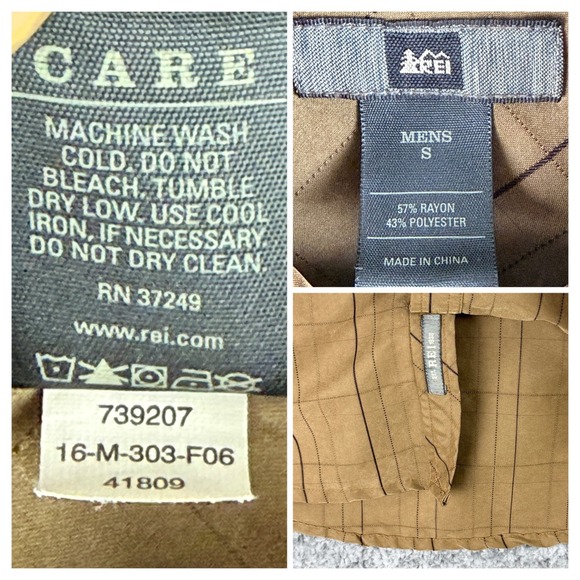 CARE
MACHINE WASH
COLD. DO NOT
BLEACH. TUMBLE
DRY LOW. USE COOL
IRON, IF NECESSARY.
DO NOT DRY CLEAN.
RN 37249
www.rei.com
739207
16-M-303-F06
41809
REI
MENS
S
57% RAYON
43% POLYESTER
MADE IN CHINA
REI